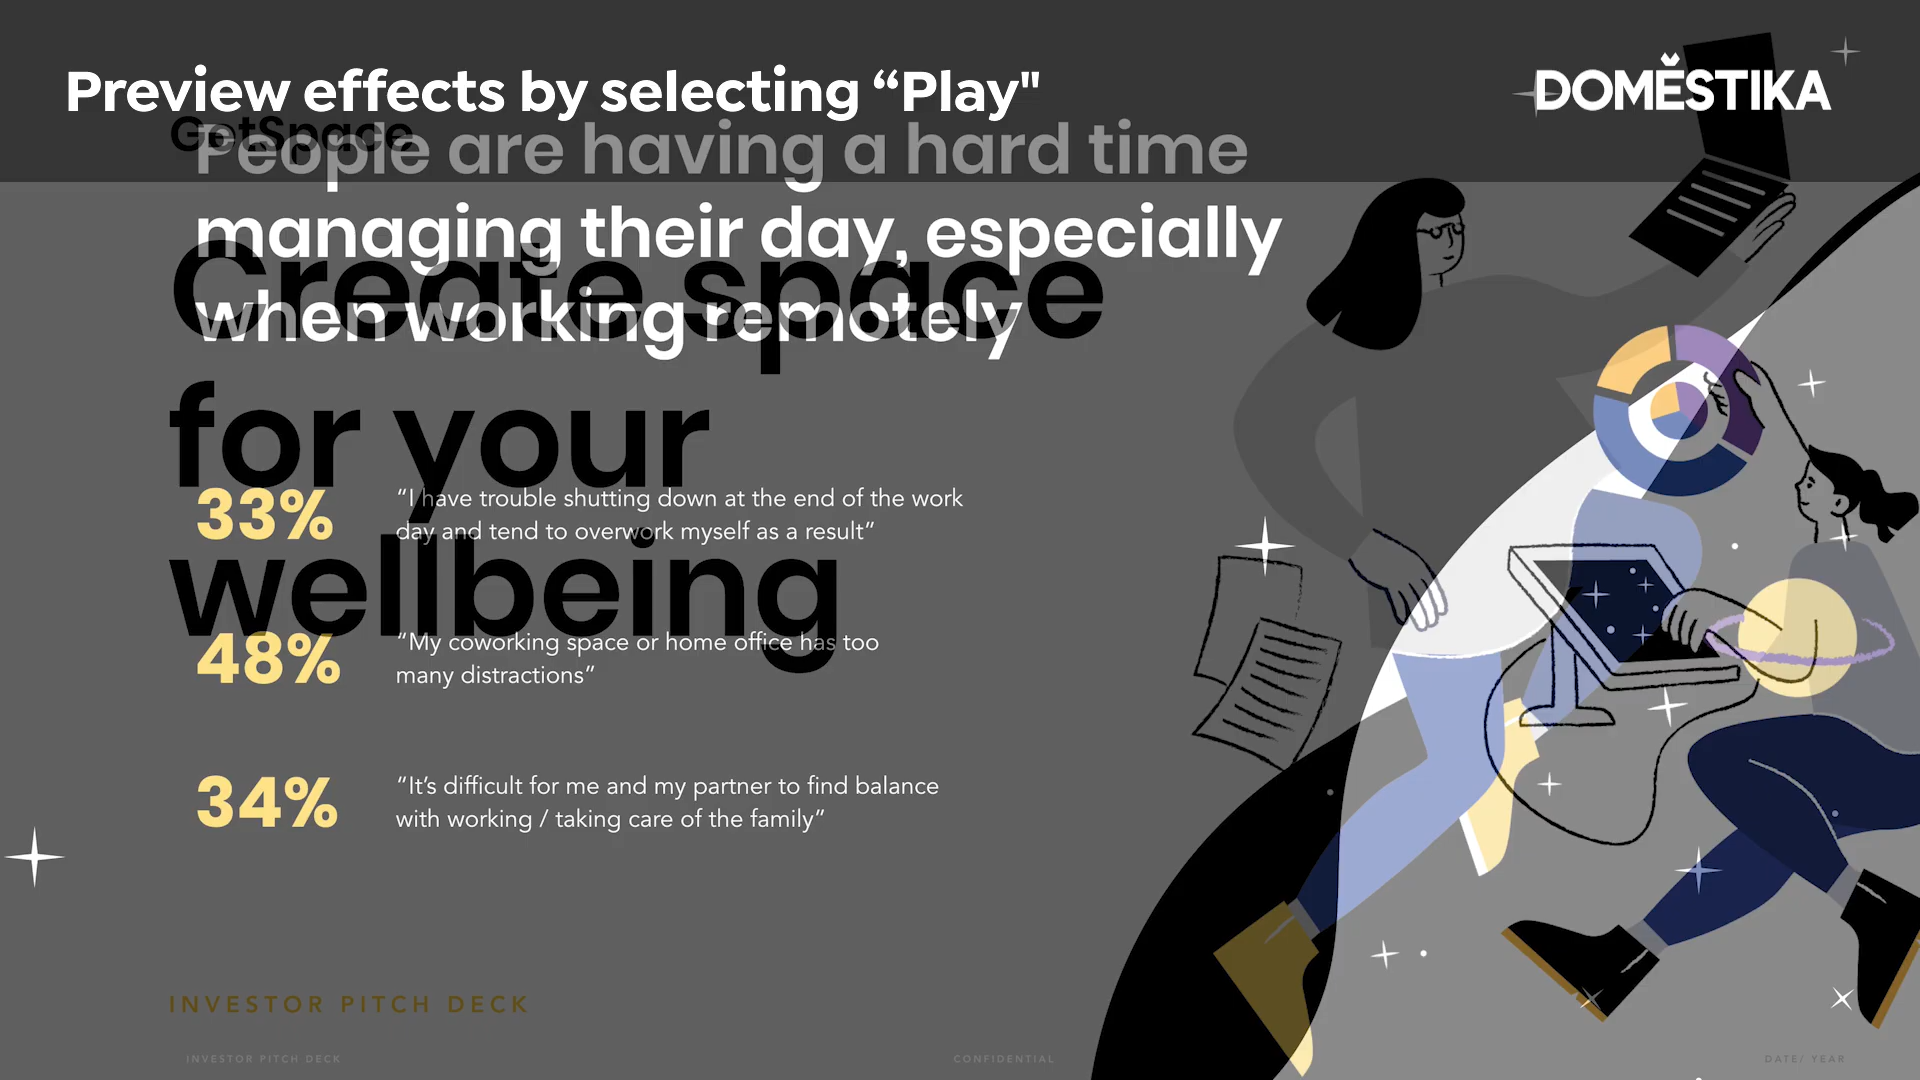 Preview effects by selecting “Play"
DOMESTIKA
GetSpace
People are having a hard time
managing their day, especially
when working remotely
Create space
for your
wellbeing
33%
“I have trouble shutting down at the end of the work
day and tend to overwork myself as a result”
48%
“My coworking space or home office has too
many distractions”
34%
“It’s difficult for me and my partner to find balance
with working / taking care of the family”
INVESTOR PITCH DECK
INVESTOR PITCH DECK
CONFIDENTIAL
DATE/ YEAR